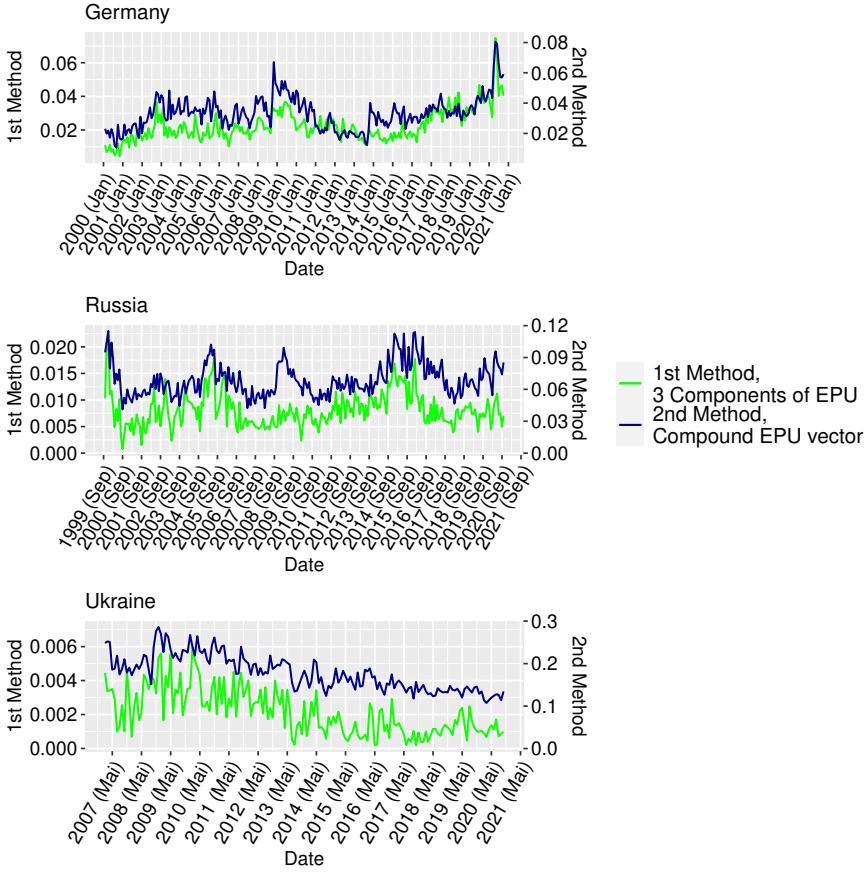 Germany
1st Method
0.06
0.04
0.02
0.08
0.06
0.04
0.02
2nd Method
2000 (Jan)
2001 (Jan)
2002 (Jan)
2003 (Jan)
2004 (Jan)
2005 (Jan)
2006 (Jan)
2007 (Jan)
2008 (Jan)
2009 (Jan)
2010 (Jan)
2011 (Jan)
2012 (Jan)
2013 (Jan)
2014 (Jan)
2015 (Jan)
2016 (Jan)
2017 (Jan)
2018 (Jan)
2019 (Jan)
2020 (Jan)
2021 (Jan)
Date
Russia
1st Method
0.020
0.015
0.010
0.005
0.000
0.12
0.09
0.06
0.03
0.00
2nd Method
1999 (Sep)
2000 (Sep)
2001 (Sep)
2002 (Sep)
2003 (Sep)
2004 (Sep)
2005 (Sep)
2006 (Sep)
2007 (Sep)
2008 (Sep)
2009 (Sep)
2010 (Sep)
2011 (Sep)
2012 (Sep)
2013 (Sep)
2014 (Sep)
2015 (Sep)
2016 (Sep)
2017 (Sep)
2018 (Sep)
2019 (Sep)
2020 (Sep)
2021 (Sep)
Date
1st Method,
3 Components of EPU
2nd Method,
Compound EPU vector
Ukraine
1st Method
0.006
0.004
0.002
0.000
0.3
0.2
0.1
0.0
2nd Method
2007 (Mai)
2008 (Mai)
2009 (Mai)
2010 (Mai)
2011 (Mai)
2012 (Mai)
2013 (Mai)
2014 (Mai)
2015 (Mai)
2016 (Mai)
2017 (Mai)
2018 (Mai)
2019 (Mai)
2020 (Mai)
2021 (Mai)
Date